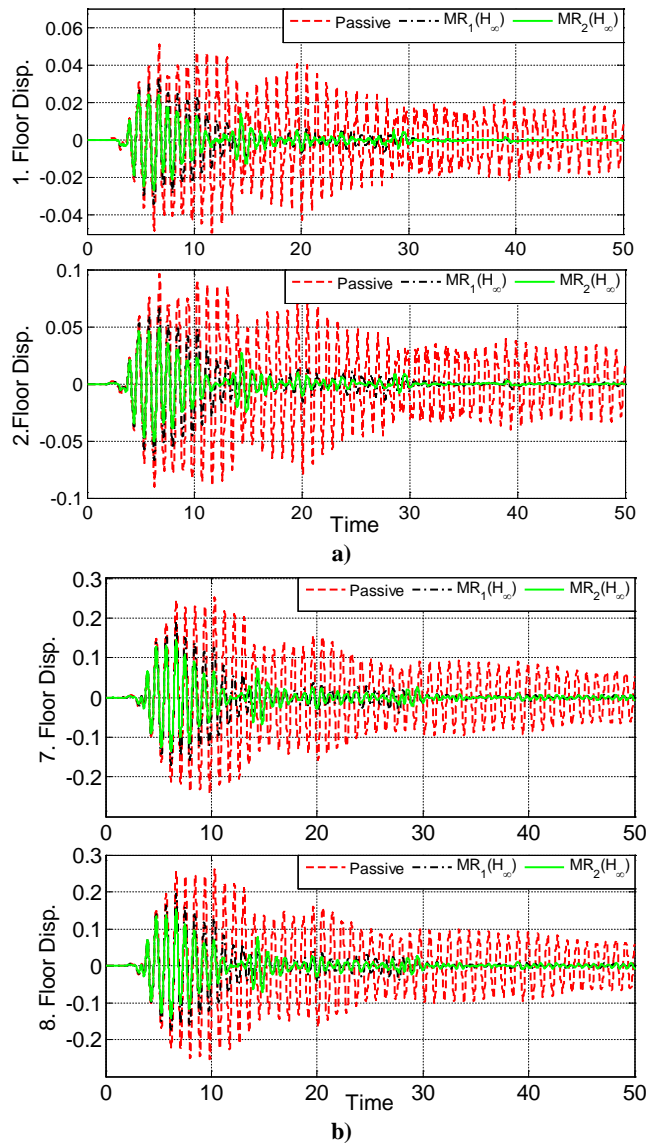 0.06
Passive MR₁(H∞) MR₂(H∞)
0.04
0.02
0
-0.02
-0.04
1. Floor Disp.
0 10 20 30 40 50
0.1
Passive MR₁(H∞) MR₂(H∞)
0.05
0
-0.05
-0.1
2.Floor Disp.
0 10 20 30 40 50
Time
a)
0.3
Passive MR₁(H∞) MR₂(H∞)
0.2
0.1
0
-0.1
-0.2
7. Floor Disp.
0 10 20 30 40 50
0.3
Passive MR₁(H∞) MR₂(H∞)
0.2
0.1
0
-0.1
-0.2
8. Floor Disp.
0 10 20 30 40 50
Time
b)